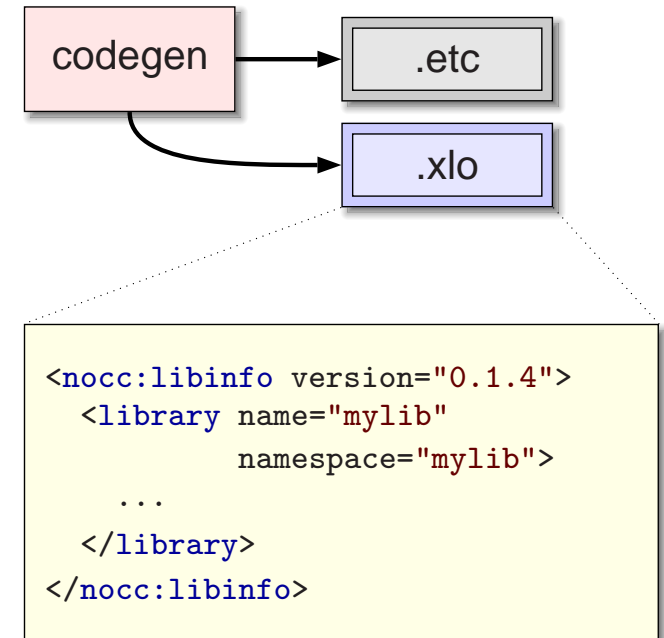 codegen
.etc
.xlo
<nocc:libinfo version="0.1.4">
  <library name="mylib"
           namespace="mylib">
    ...
  </library>
</nocc:libinfo>